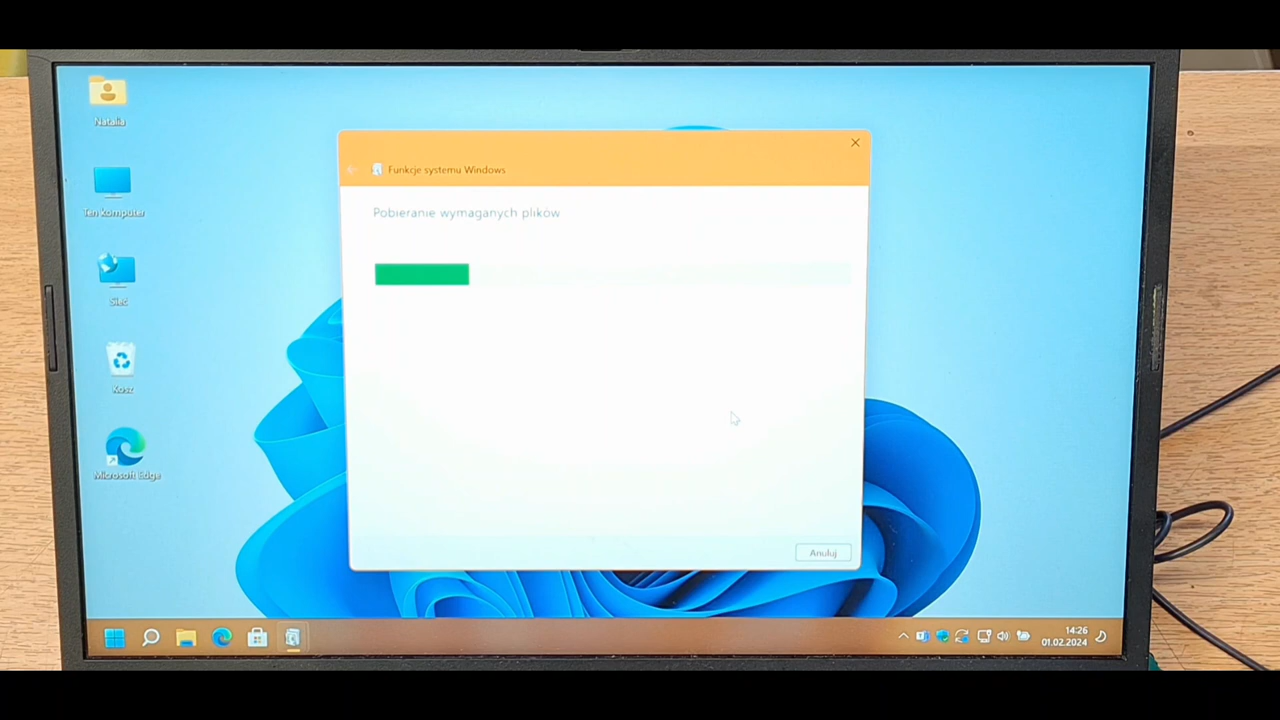 Natalia
Ten komputer
Sieć
Kosz
Microsoft Edge
Funkcje systemu Windows
Pobieranie wymaganych plików
Anuluj
14:26
01.02.2024